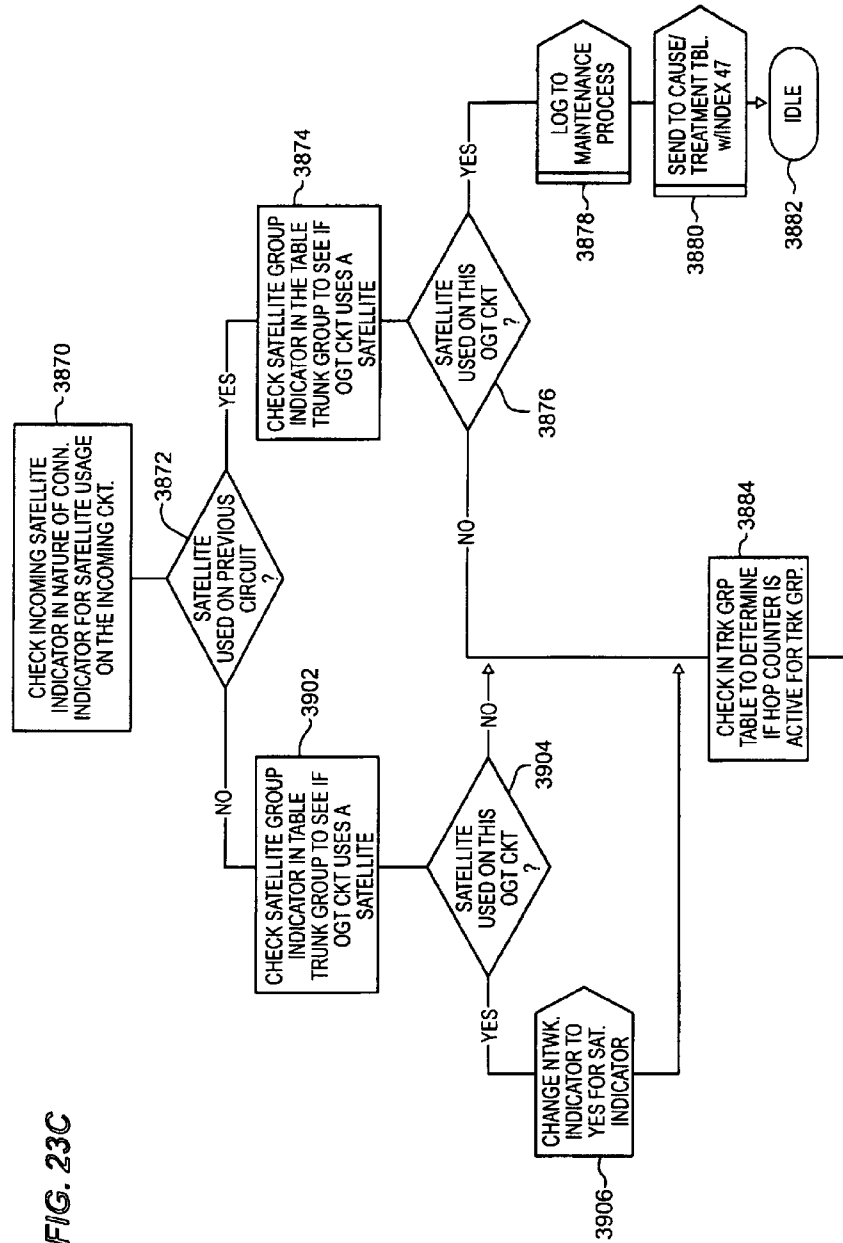 FIG. 23C
3870
CHECK INCOMING SATELLITE
INDICATOR IN NATURE OF CONN.
INDICATOR FOR SATELLITE USAGE
ON THE INCOMING CKT.
3872
SATELLITE
USED ON PREVIOUS
CIRCUIT
?
NO
YES
3902
CHECK SATELLITE GROUP
INDICATOR IN TABLE
TRUNK GROUP TO SEE IF
OGT CKT USES A
SATELLITE
3874
CHECK SATELLITE GROUP
INDICATOR IN THE TABLE
TRUNK GROUP TO SEE IF
OGT CKT USES A
SATELLITE
3904
SATELLITE
USED ON THIS
OGT CKT
?
YES
NO
SATELLITE
USED ON THIS
OGT CKT
?
3876
NO
YES
CHANGE NTWK.
INDICATOR TO
YES FOR SAT.
INDICATOR
3906
LOG TO
MAINTENANCE
PROCESS
3878
SEND TO CAUSE/
TREATMENT TBL.
w/INDEX 47
3880
IDLE
3882
3884
CHECK IN TRK GRP
TABLE TO DETERMINE
IF HOP COUNTER IS
ACTIVE FOR TRK GRP.